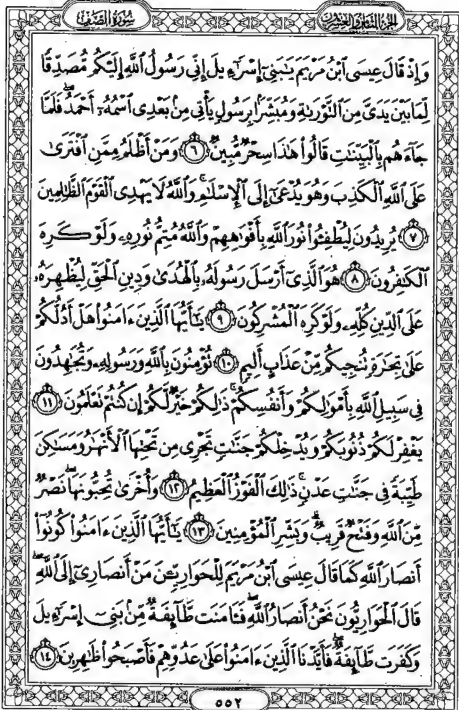 الجزء الثامن والعشرون
سورة الصف
وَإِذْ قَالَ عِيسَى ٱبْنُ مَرْيَمَ يَـٰبَنِىٓ إِسْرَٰٓءِيلَ إِنِّى رَسُولُ ٱللَّهِ إِلَيْكُم مُّصَدِّقًا
لِّمَا بَيْنَ يَدَىَّ مِنَ ٱلتَّوْرَىٰةِ وَمُبَشِّرًۢا بِرَسُولٍ يَأْتِى مِنۢ بَعْدِى ٱسْمُهُۥٓ أَحْمَدُ ۖ فَلَمَّا
جَآءَهُم بِٱلْبَيِّنَـٰتِ قَالُوا۟ هَـٰذَا سِحْرٌ مُّبِينٌ ٦ وَمَنْ أَظْلَمُ مِمَّنِ ٱفْتَرَىٰ
عَلَى ٱللَّهِ ٱلْكَذِبَ وَهُوَ يُدْعَىٰٓ إِلَى ٱلْإِسْلَـٰمِ ۚ وَٱللَّهُ لَا يَهْدِى ٱلْقَوْمَ ٱلظَّـٰلِمِينَ
٧ يُرِيدُونَ لِيُطْفِـُٔوا۟ نُورَ ٱللَّهِ بِأَفْوَٰهِهِمْ وَٱللَّهُ مُتِمُّ نُورِهِۦ وَلَوْ كَرِهَ
ٱلْكَـٰفِرُونَ ٨ هُوَ ٱلَّذِىٓ أَرْسَلَ رَسُولَهُۥ بِٱلْهُدَىٰ وَدِينِ ٱلْحَقِّ لِيُظْهِرَهُۥ
عَلَى ٱلدِّينِ كُلِّهِۦ وَلَوْ كَرِهَ ٱلْمُشْرِكُونَ ٩ يَـٰٓأَيُّهَا ٱلَّذِينَ ءَامَنُوا۟ هَلْ أَدُلُّكُمْ
عَلَىٰ تِجَـٰرَةٍ تُنجِيكُم مِّنْ عَذَابٍ أَلِيمٍ ١٠ تُؤْمِنُونَ بِٱللَّهِ وَرَسُولِهِۦ وَتُجَـٰهِدُونَ
فِى سَبِيلِ ٱللَّهِ بِأَمْوَٰلِكُمْ وَأَنفُسِكُمْ ۚ ذَٰلِكُمْ خَيْرٌ لَّكُمْ إِن كُنتُمْ تَعْلَمُونَ ١١
يَغْفِرْ لَكُمْ ذُنُوبَكُمْ وَيُدْخِلْكُمْ جَنَّـٰتٍ تَجْرِى مِن تَحْتِهَا ٱلْأَنْهَـٰرُ وَمَسَـٰكِنَ
طَيِّبَةً فِى جَنَّـٰتِ عَدْنٍ ۚ ذَٰلِكَ ٱلْفَوْزُ ٱلْعَظِيمُ ١٢ وَأُخْرَىٰ تُحِبُّونَهَا ۖ نَصْرٌ
مِّنَ ٱللَّهِ وَفَتْحٌ قَرِيبٌ ۗ وَبَشِّرِ ٱلْمُؤْمِنِينَ ١٣ يَـٰٓأَيُّهَا ٱلَّذِينَ ءَامَنُوا۟ كُونُوٓا۟
أَنصَارَ ٱللَّهِ كَمَا قَالَ عِيسَى ٱبْنُ مَرْيَمَ لِلْحَوَارِيِّـۧنَ مَنْ أَنصَارِىٓ إِلَى ٱللَّهِ ۖ
قَالَ ٱلْحَوَارِيُّونَ نَحْنُ أَنصَارُ ٱللَّهِ ۖ فَـَٔامَنَت طَّآئِفَةٌ مِّنۢ بَنِىٓ إِسْرَٰٓءِيلَ
وَكَفَرَت طَّآئِفَةٌ ۖ فَأَيَّدْنَا ٱلَّذِينَ ءَامَنُوا۟ عَلَىٰ عَدُوِّهِمْ فَأَصْبَحُوا۟ ظَـٰهِرِينَ ١٤
٥٥٢